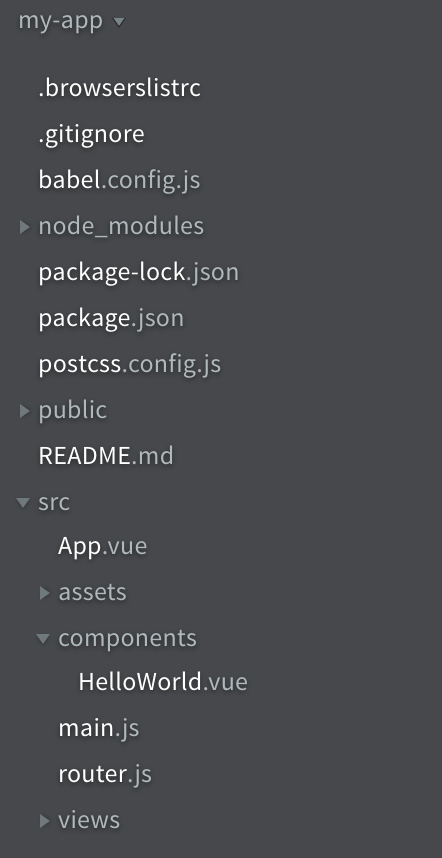 my-app
.browserslistrc
.gitignore
babel.config.js
node_modules
package-lock.json
package.json
postcss.config.js
public
README.md
src
App.vue
assets
components
HelloWorld.vue
main.js
router.js
views